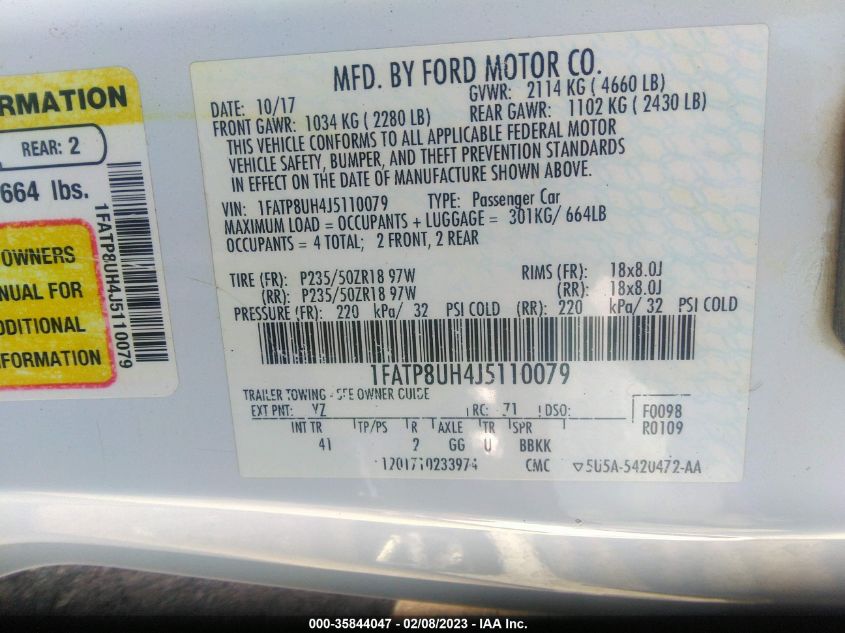 RMATION
REAR: 2
664 lbs.
OWNERS
NUAL FOR
DDITIONAL
NFORMATION
1FATP8UH4J5110079
MFD. BY FORD MOTOR CO.
DATE: 10/17 GVWR: 2114 KG ( 4660 LB)
FRONT GAWR: 1034 KG ( 2280 LB) REAR GAWR: 1102 KG ( 2430 LB)
THIS VEHICLE CONFORMS TO ALL APPLICABLE FEDERAL MOTOR
VEHICLE SAFETY, BUMPER, AND THEFT PREVENTION STANDARDS
IN EFFECT ON THE DATE OF MANUFACTURE SHOWN ABOVE.
VIN: 1FATP8UH4J5110079 TYPE: Passenger Car
MAXIMUM LOAD = OCCUPANTS + LUGGAGE = 301KG/ 664LB
OCCUPANTS = 4 TOTAL; 2 FRONT, 2 REAR
TIRE (FR): P235/50ZR18 97W RIMS (FR): 18x8.0J
(RR): P235/50ZR18 97W (RR): 18x8.0J
PRESSURE (FR): 220 kPa/ 32 PSI COLD (RR): 220 kPa/ 32 PSI COLD
1FATP8UH4J5110079
TRAILER TOWING - SEE OWNER GUIDE
EXT PNT: YZ RC: 71 DSO: F0098
R0109
INT TR TP/PS R AXLE TR SPR
41 2 GG U BBKK
1201710233974 CMC 5U5A-5420472-AA
000-35844047 — 02/08/2023 — IAA Inc.